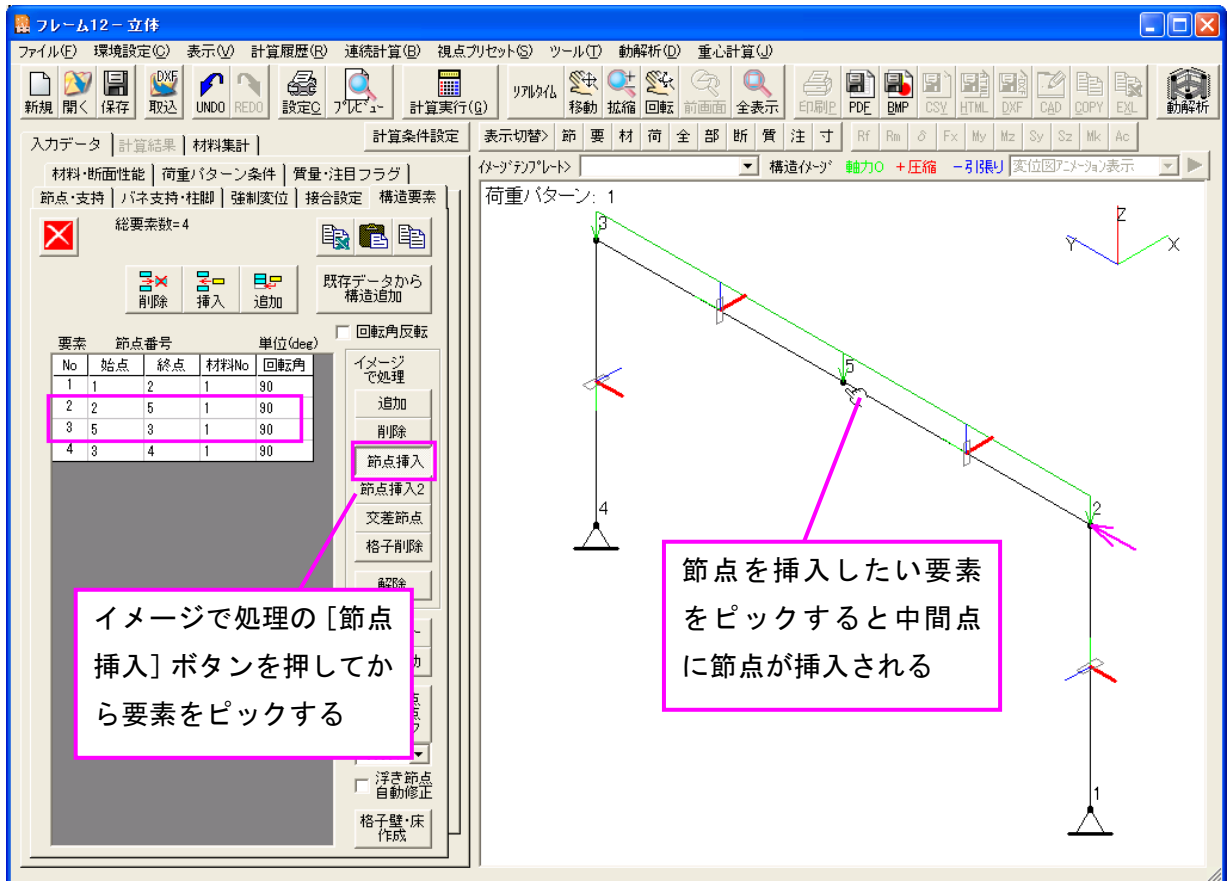 フレーム12－立体
ファイル(F) 環境設定(C) 表示(V) 計算履歴(R) 連続計算(B) 視点プリセット(S) ツール(T) 動解析(D) 重心計算(J)
新規 開く 保存 DXF 取込 UNDO REDO 設定C プレビュー 計算実行(g) リアルタイム 移動 拡縮 回転 前画面 全表示 印刷P PDF BMP CSV HTML DXF CAD COPY EXL 動解析
入力データ 計算結果 材料集計 計算条件設定 表示切替> 節 要 材 荷 全 部 断 質 注 寸 Rf Rm δ Fx My Mz Sy Sz Mk Ac
イメージテンプレート> 構造イメージ 軸力0 +圧縮 −引張り 変位図アニメーション表示
材料・断面性能 荷重パターン条件 質量・注目フラグ
節点・支持 バネ支持・柱脚 強制変位 接合設定 構造要素
総要素数=4
削除 挿入 追加
既存データから
構造追加
回転角反転
要素 節点番号 単位(deg)
No 始点 終点 材料No 回転角
1 1 2 1 90
2 2 5 1 90
3 5 3 1 90
4 3 4 1 90
イメージ
で処理
追加
削除
節点挿入
節点挿入2
交差節点
格子削除
解除
浮き節点
自動修正
格子壁・床
作成
イメージで処理の［節点
挿入］ボタンを押してか
ら要素をピックする
荷重パターン: 1
Z
Y
X
3
5
4
2
1
節点を挿入したい要素
をピックすると中間点
に節点が挿入される